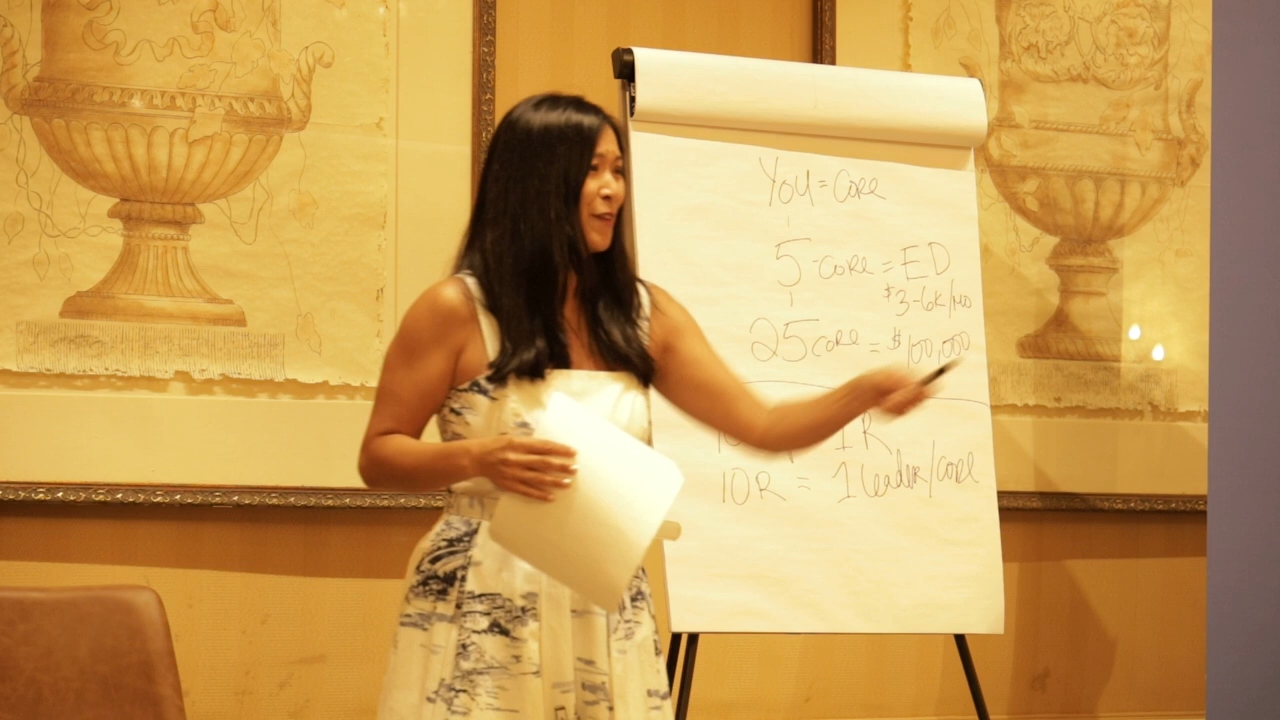 YOU = CORE
5-CORE = ED
$3-6K/MO
25 CORE = $100,000
1R
10R = 1 leader/core